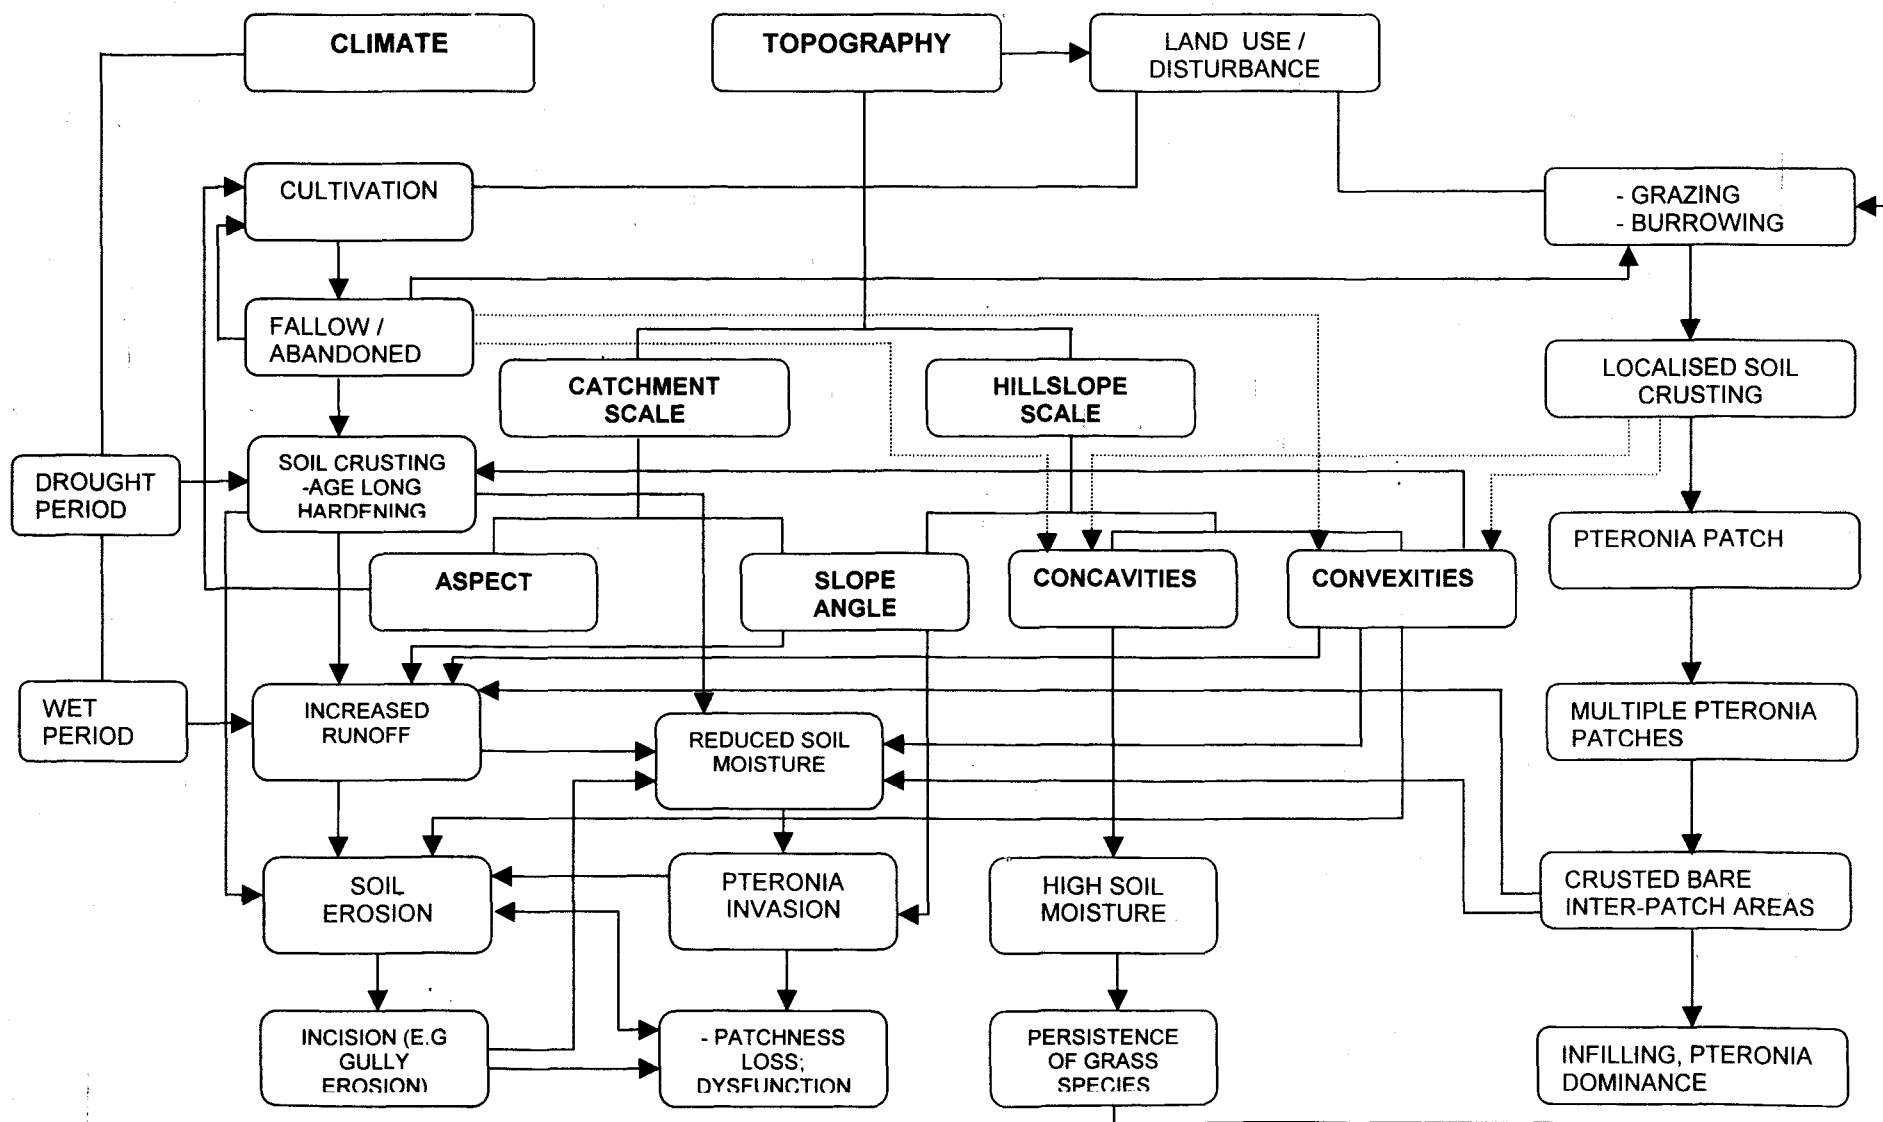 CLIMATE
TOPOGRAPHY
LAND USE /
DISTURBANCE
CULTIVATION
- GRAZING
- BURROWING
FALLOW /
ABANDONED
CATCHMENT
SCALE
HILLSLOPE
SCALE
LOCALISED SOIL
CRUSTING
DROUGHT
PERIOD
SOIL CRUSTING
-AGE LONG
HARDENING
ASPECT
SLOPE
ANGLE
CONCAVITIES
CONVEXITIES
PTERONIA PATCH
WET
PERIOD
INCREASED
RUNOFF
REDUCED SOIL
MOISTURE
MULTIPLE PTERONIA
PATCHES
SOIL
EROSION
PTERONIA
INVASION
HIGH SOIL
MOISTURE
CRUSTED BARE
INTER-PATCH AREAS
INCISION (E.G
GULLY
EROSION)
- PATCHNESS
LOSS;
DYSFUNCTION
PERSISTENCE
OF GRASS
SPECIES
INFILLING, PTERONIA
DOMINANCE